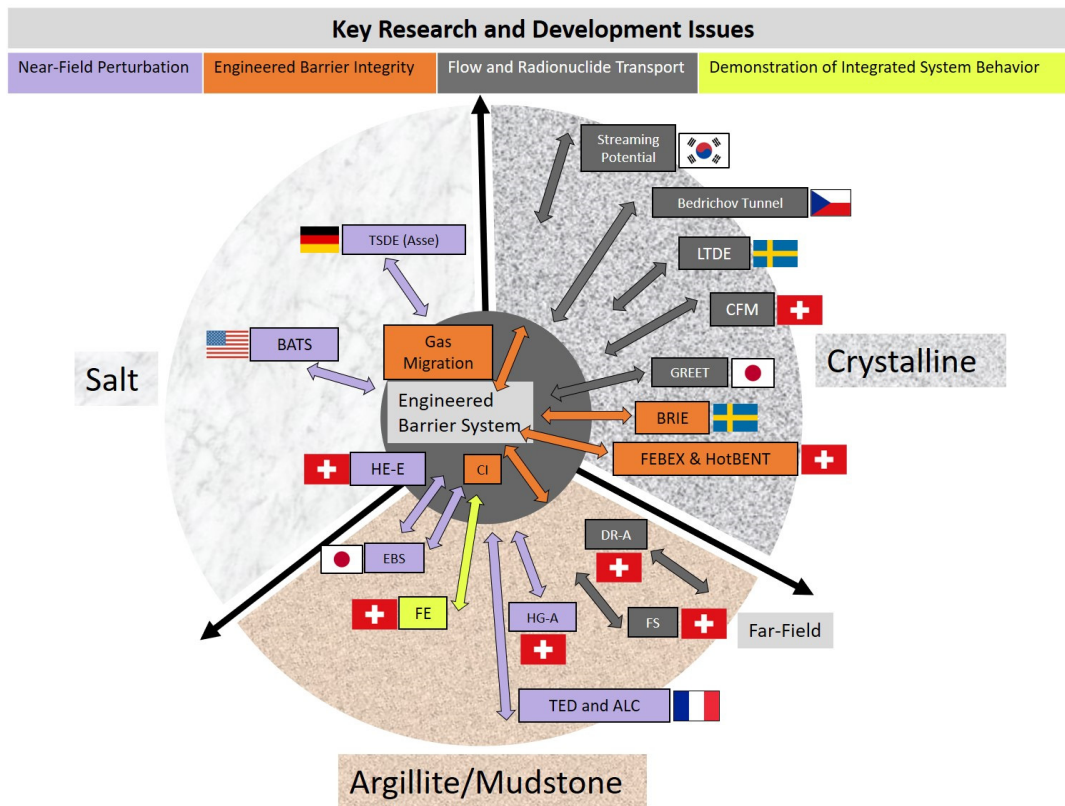 Key Research and Development Issues
Near-Field Perturbation
Engineered Barrier Integrity
Flow and Radionuclide Transport
Demonstration of Integrated System Behavior
Streaming
Potential
Bedrichov Tunnel
TSDE (Asse)
LTDE
CFM
BATS
Gas
Migration
Salt
Crystalline
GREET
Engineered
Barrier System
BRIE
FEBEX & HotBENT
HE-E
CI
DR-A
EBS
FE
HG-A
FS
Far-Field
TED and ALC
Argillite/Mudstone